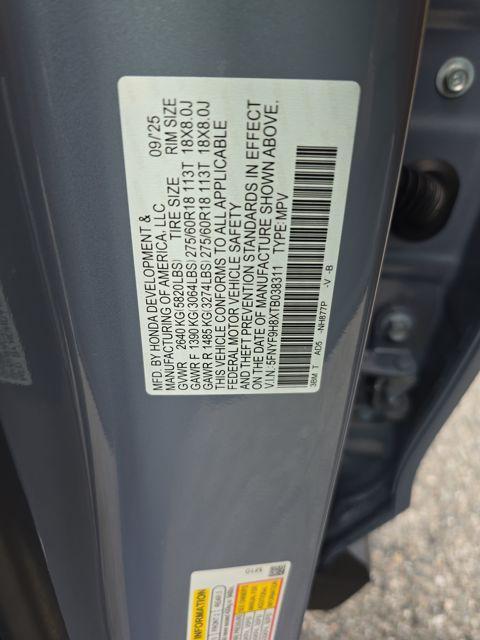 MFD. BY HONDA DEVELOPMENT &
MANUFACTURING OF AMERICA, LLC 09/25
TIRE SIZE RIM SIZE
GVWR 2640 KG(5820LBS)
GAWR F 1390 KG(3064LBS) 275/60R18 113T 18X8.0J
GAWR R 1485 KG(3274LBS) 275/60R18 113T 18X8.0J
THIS VEHICLE CONFORMS TO ALL APPLICABLE
FEDERAL MOTOR VEHICLE SAFETY
AND THEFT PREVENTION STANDARDS IN EFFECT
ON THE DATE OF MANUFACTURE SHOWN ABOVE.
V.I.N: 5FNYF9H8XTB038311 TYPE: MPV
3BM T AD5 -NH877P -V -B
INFORMATION